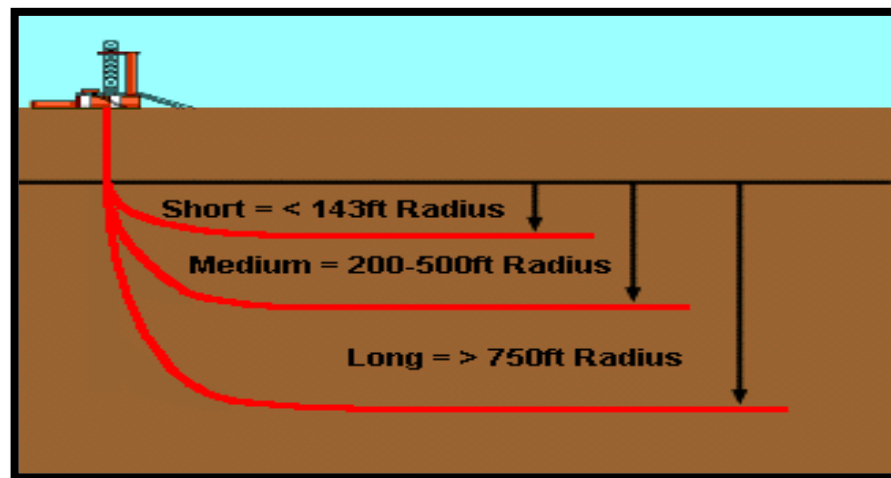 Short = < 143ft Radius
Medium = 200-500ft Radius
Long = > 750ft Radius